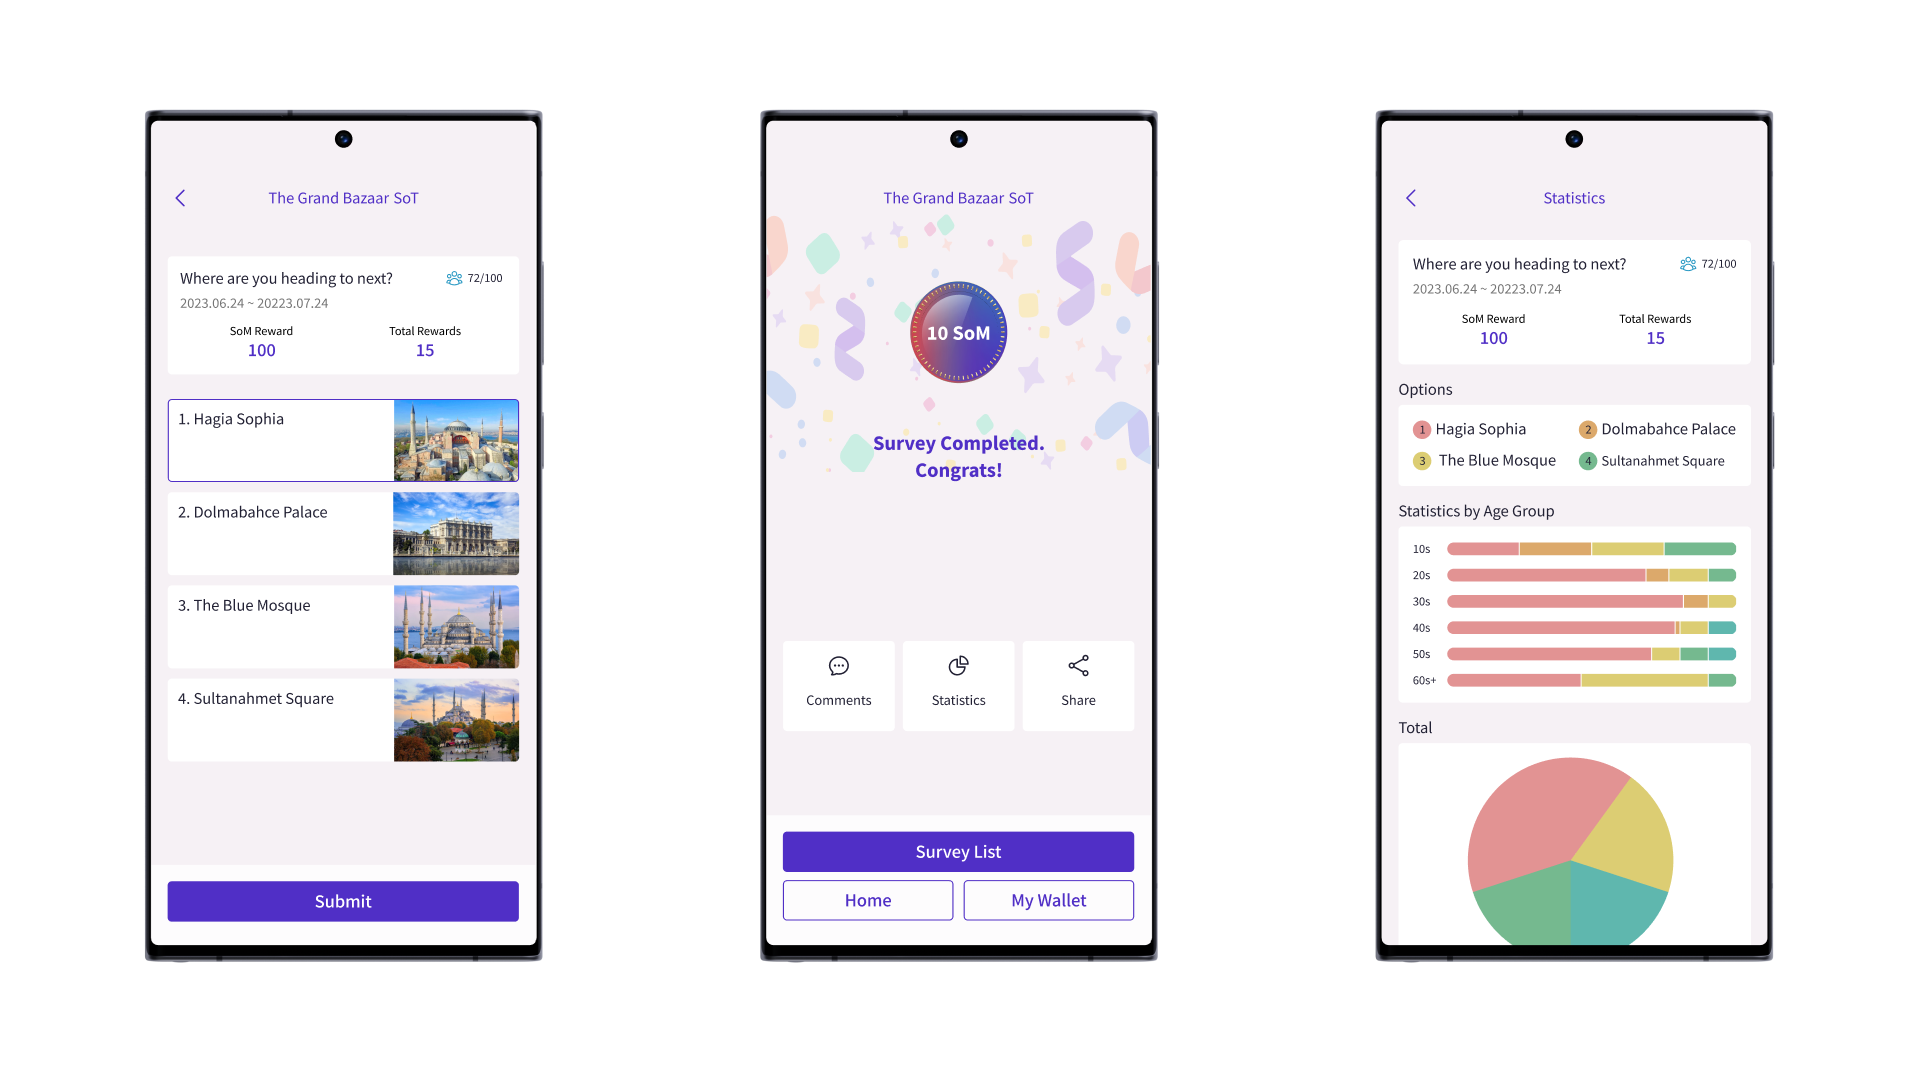 The Grand Bazaar SoT
Where are you heading to next?
72/100
2023.06.24 ~ 20223.07.24
SoM Reward
Total Rewards
100
15
1. Hagia Sophia
2. Dolmabahce Palace
3. The Blue Mosque
4. Sultanahmet Square
Submit
The Grand Bazaar SoT
10 SoM
Survey Completed.
Congrats!
Comments
Statistics
Share
Survey List
Home
My Wallet
Statistics
Where are you heading to next?
72/100
2023.06.24 ~ 20223.07.24
SoM Reward
Total Rewards
100
15
Options
1 Hagia Sophia
2 Dolmabahce Palace
3 The Blue Mosque
4 Sultanahmet Square
Statistics by Age Group
10s
20s
30s
40s
50s
60s+
Total